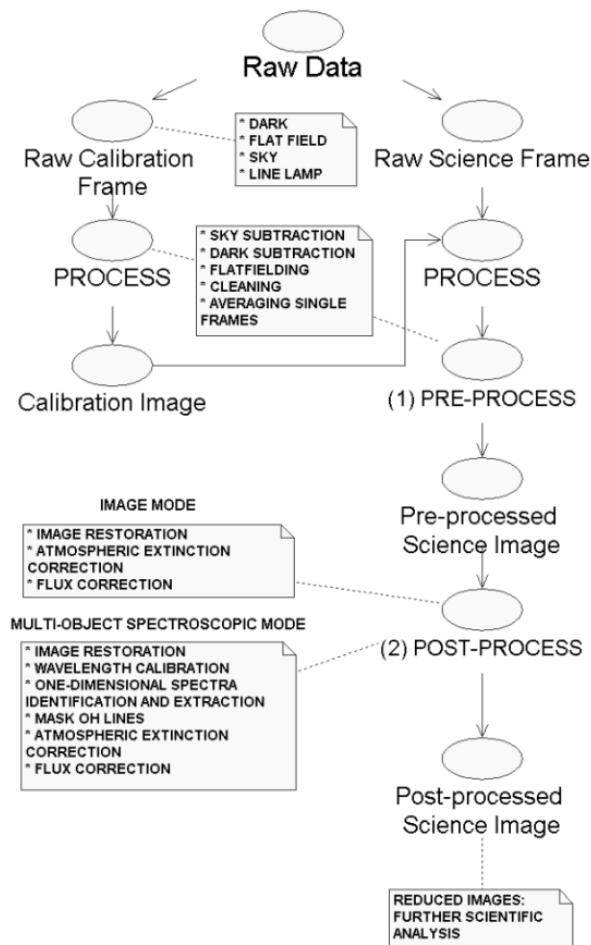 Raw Data
Raw Calibration
Frame
* DARK
* FLAT FIELD
* SKY
* LINE LAMP
Raw Science Frame
PROCESS
* SKY SUBTRACTION
* DARK SUBTRACTION
* FLATFIELDING
* CLEANING
* AVERAGING SINGLE
FRAMES
PROCESS
Calibration Image
(1) PRE-PROCESS
Pre-processed
Science Image
IMAGE MODE
* IMAGE RESTORATION
* ATMOSPHERIC EXTINCTION
CORRECTION
* FLUX CORRECTION
MULTI-OBJECT SPECTROSCOPIC MODE
* IMAGE RESTORATION
* WAVELENGTH CALIBRATION
* ONE-DIMENSIONAL SPECTRA
IDENTIFICATION AND EXTRACTION
* MASK OH LINES
* ATMOSPHERIC EXTINCTION
CORRECTION
* FLUX CORRECTION
(2) POST-PROCESS
Post-processed
Science Image
REDUCED IMAGES:
FURTHER SCIENTIFIC
ANALYSIS